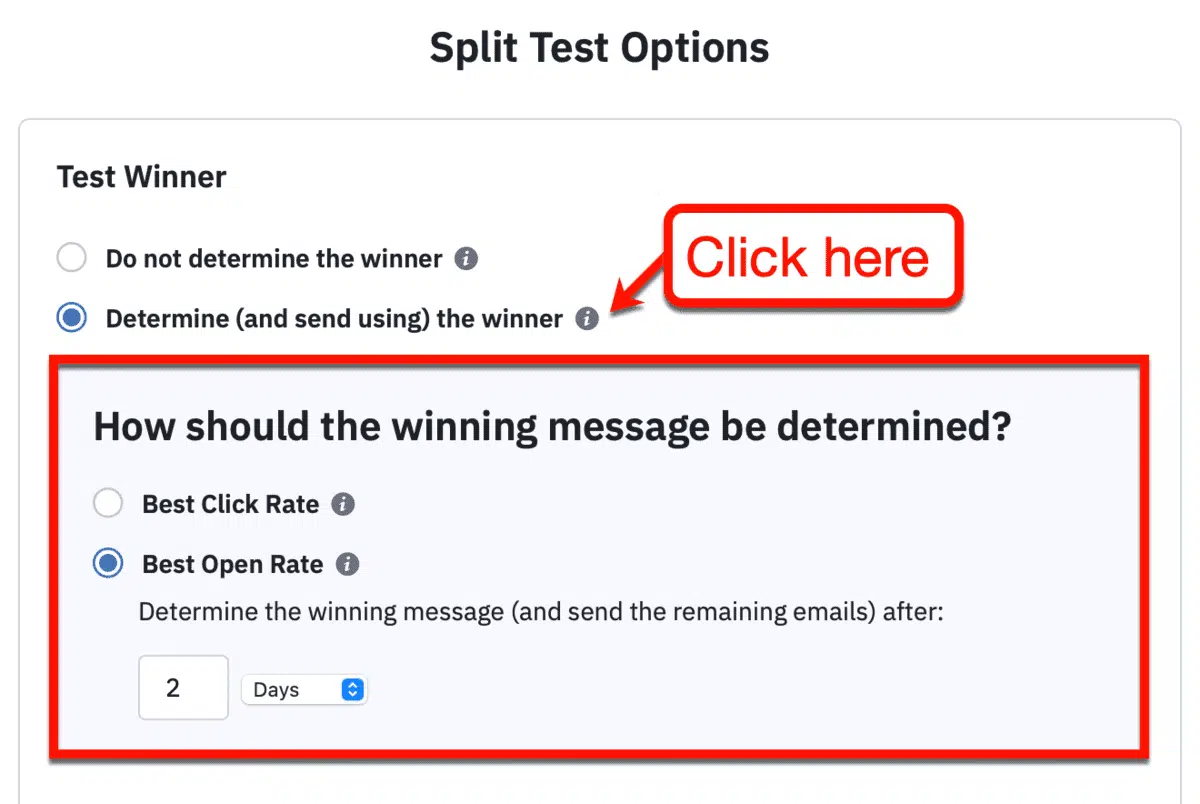 Split Test Options
Test Winner
Do not determine the winner i
Click here
Determine (and send using) the winner i
How should the winning message be determined?
Best Click Rate i
Best Open Rate i
Determine the winning message (and send the remaining emails) after:
2 Days